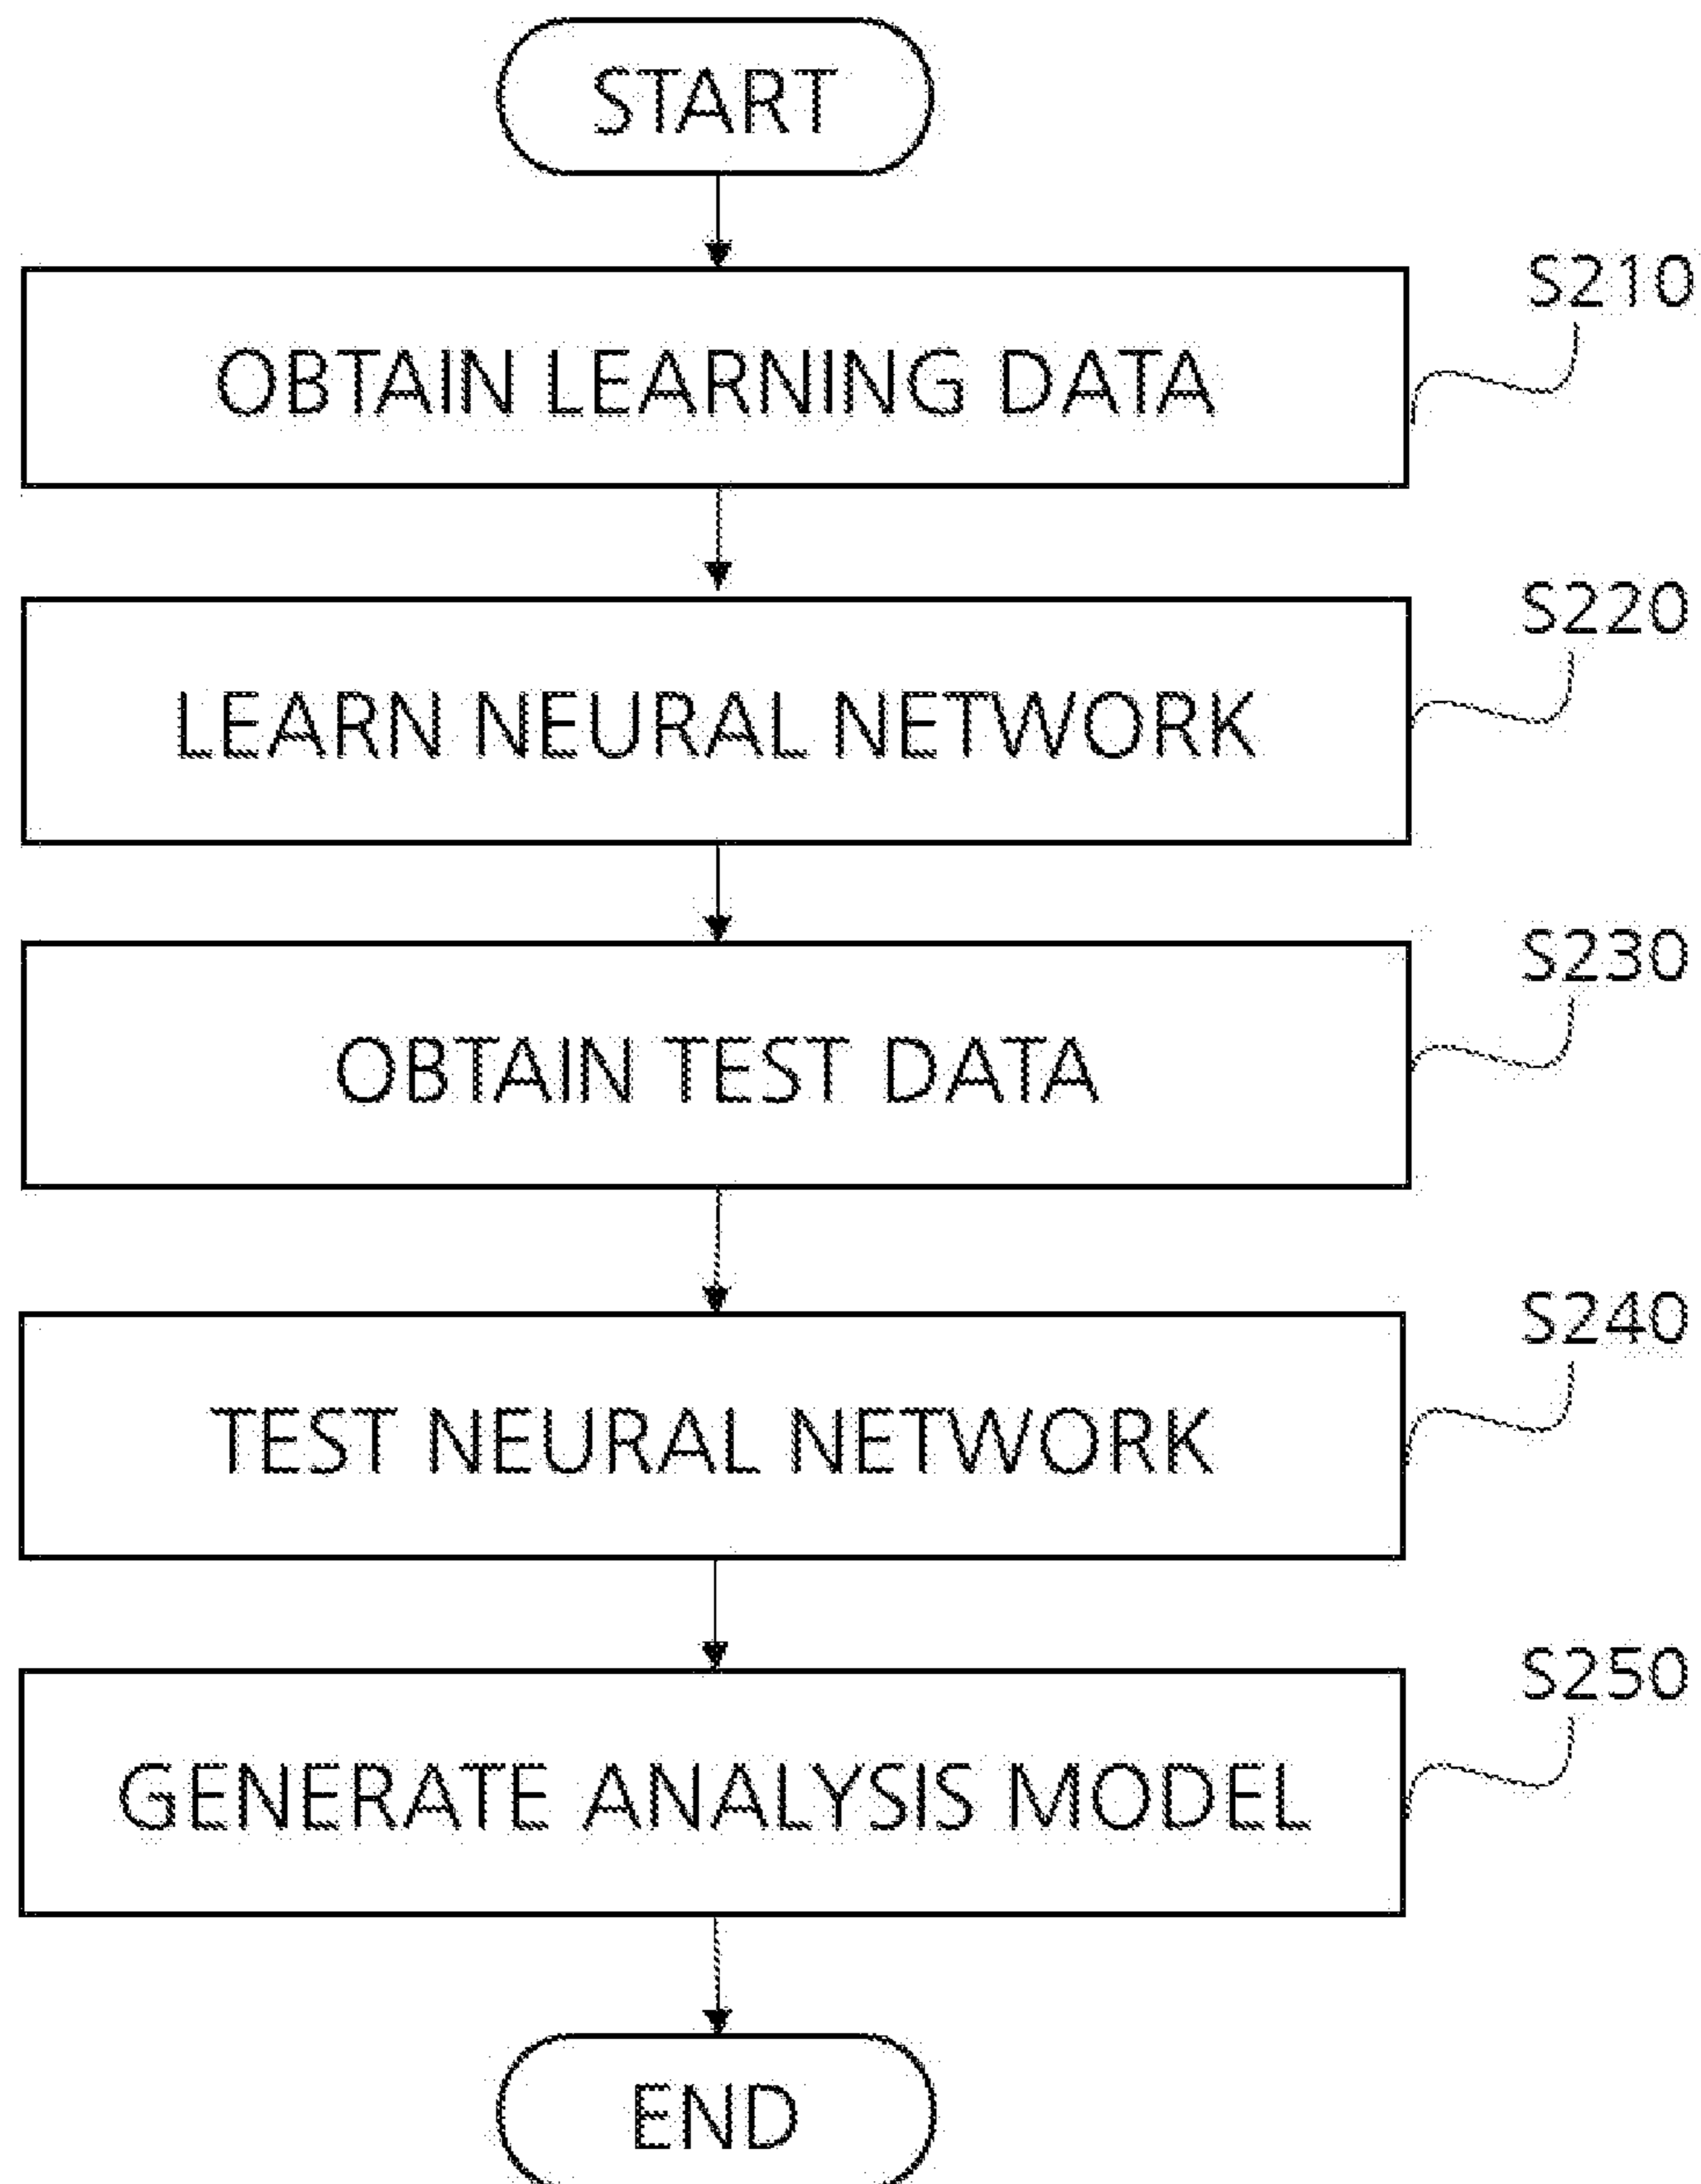 START
OBTAIN LEARNING DATA
S210
LEARN NEURAL NETWORK
S220
OBTAIN TEST DATA
S230
TEST NEURAL NETWORK
S240
GENERATE ANALYSIS MODEL
S250
END